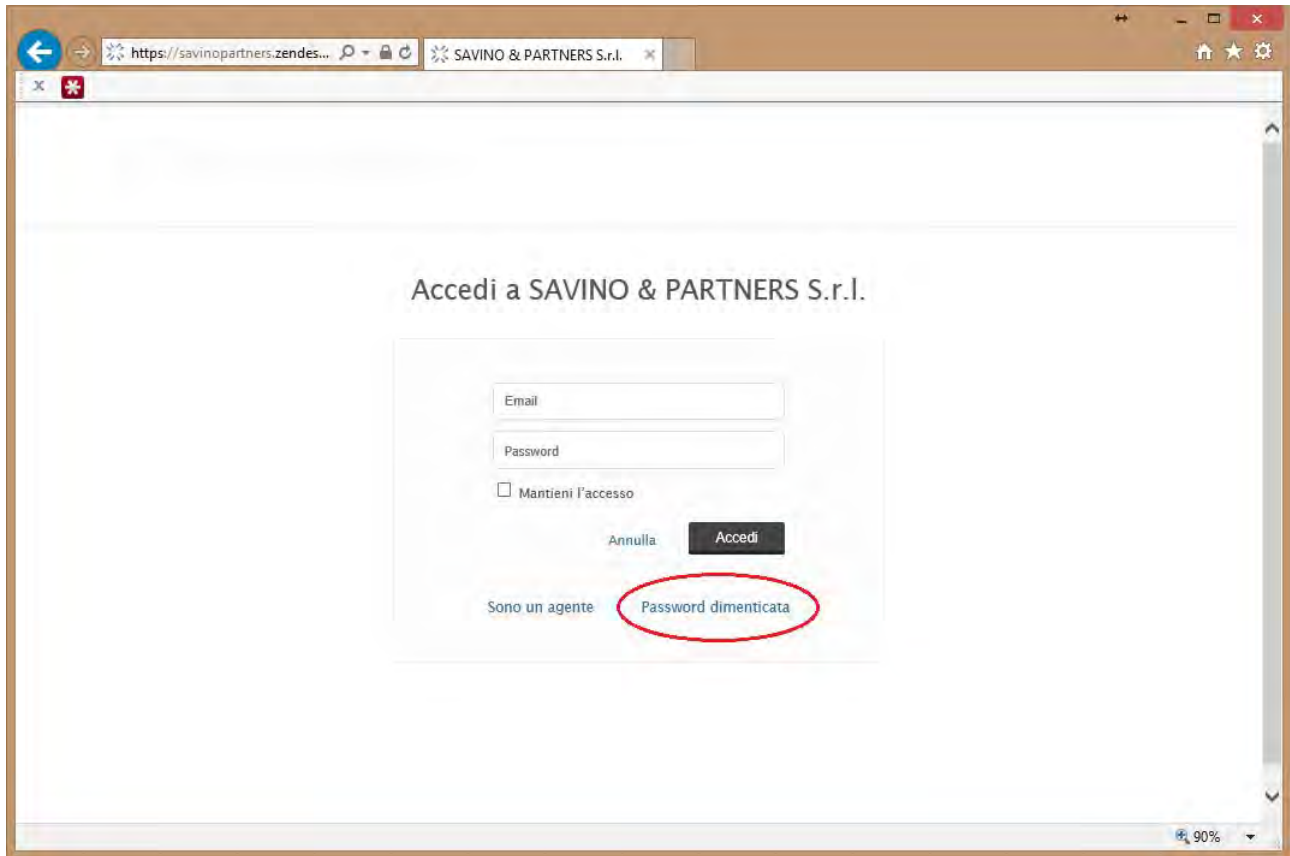 https://savinopartners.zendes...
SAVINO & PARTNERS S.r.l.
Accedi a SAVINO & PARTNERS S.r.l.
Email
Password
Mantieni l'accesso
Annulla
Accedi
Sono un agente
Password dimenticata
90%